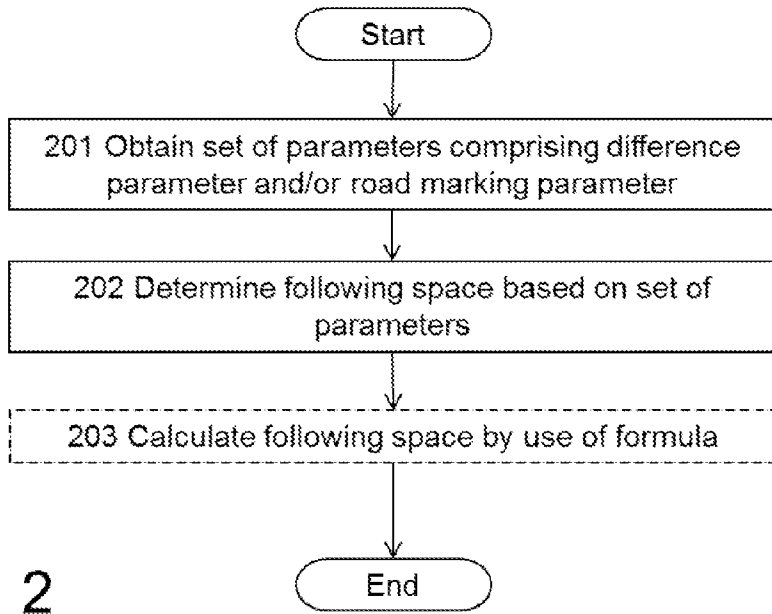 Start
201 Obtain set of parameters comprising difference
parameter and/or road marking parameter
202 Determine following space based on set of
parameters
203 Calculate following space by use of formula
2
End